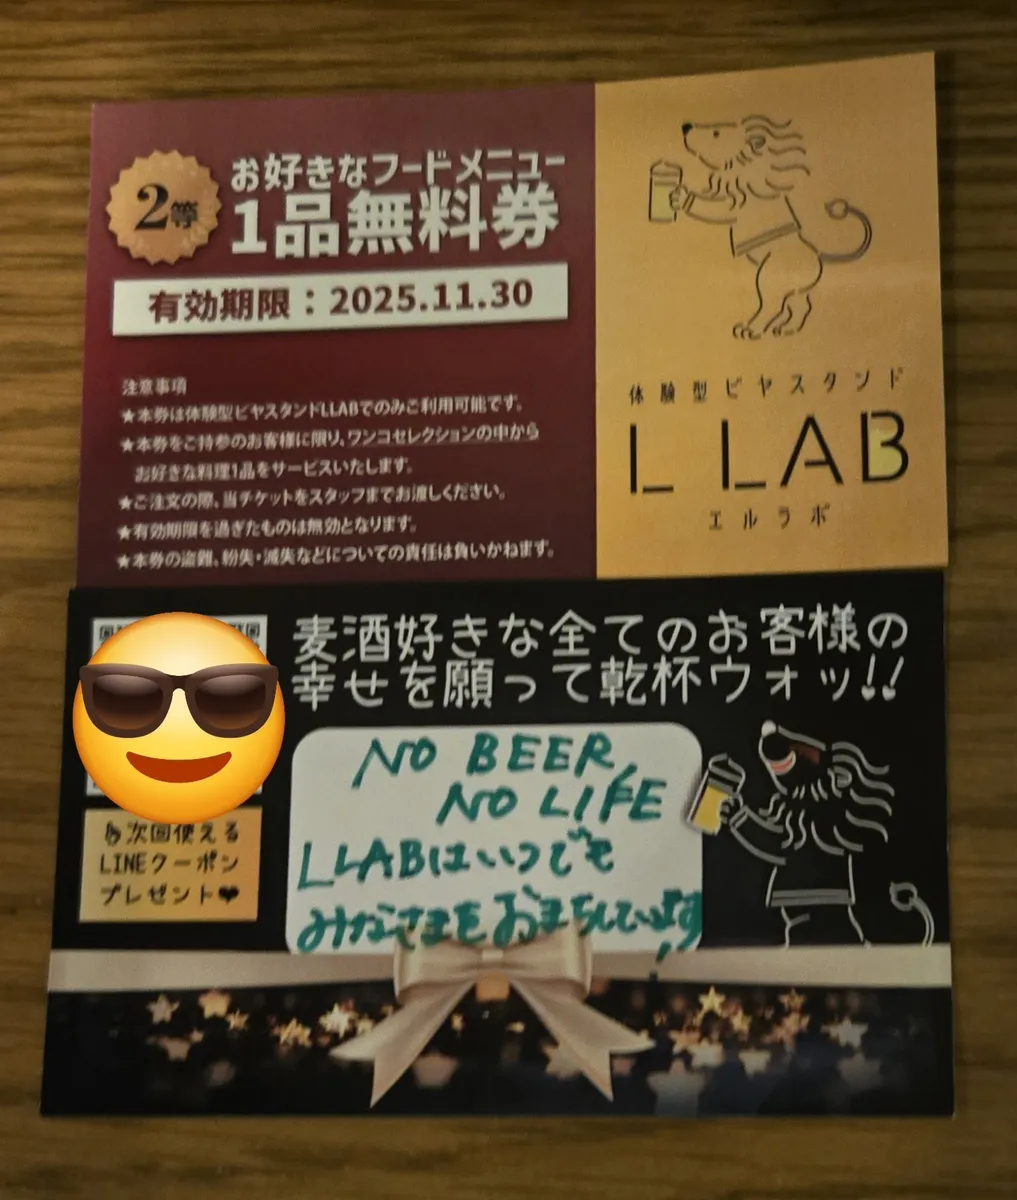 2等
お好きなフードメニュー
1品無料券
有効期限：2025.11.30
注意事項
★本券は体験型ビヤスタンドLLABでのみご利用可能です。
★本券をご持参のお客様に限り、ワンコセレクションの中から
お好きな料理1品をサービスいたします。
★ご注文の際、当チケットをスタッフまでお渡しください。
★有効期限を過ぎたものは無効となります。
★本券の盗難、紛失・滅失などについての責任は負いかねます。
体験型ビヤスタンド
LLAB
エルラボ
麦酒好きな全てのお客様の
幸せを願って乾杯ウォッ!!
NO BEER,
NO LIFE
LLABはいつでも
みなさまをおまちしています!
次回使える
LINEクーポン
プレゼント♥